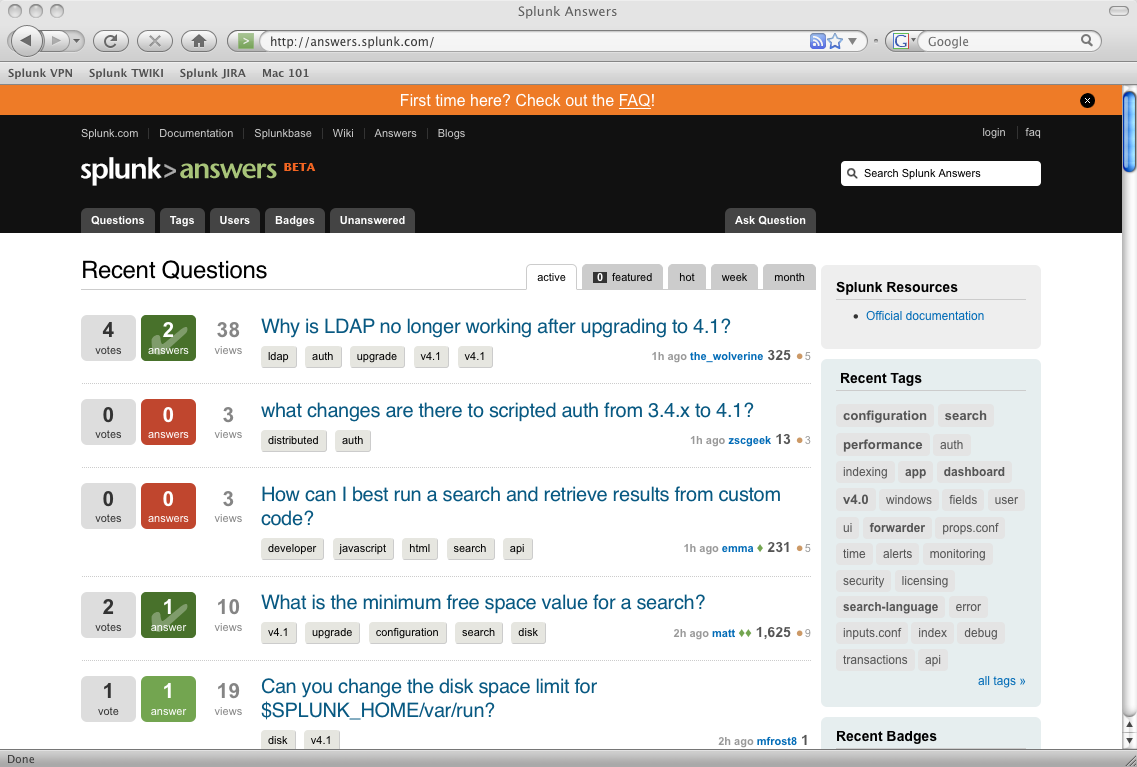 Splunk Answers
http://answers.splunk.com/
G
Google
Splunk VPN Splunk TWIKI Splunk JIRA Mac 101
First time here? Check out the FAQ!
Splunk.com Documentation Splunkbase Wiki Answers Blogs
login faq
splunk>answers BETA
Search Splunk Answers
Questions Tags Users Badges Unanswered Ask Question
Recent Questions
active 0 featured hot week month
4 votes
2 answers
38 views
Why is LDAP no longer working after upgrading to 4.1?
ldap auth upgrade v4.1 v4.1
1h ago the_wolverine 325 ●5
0 votes
0 answers
3 views
what changes are there to scripted auth from 3.4.x to 4.1?
distributed auth
1h ago zscgeek 13 ●3
0 votes
0 answers
3 views
How can I best run a search and retrieve results from custom
code?
developer javascript html search api
1h ago emma ♦ 231 ●5
2 votes
1 answer
10 views
What is the minimum free space value for a search?
v4.1 upgrade configuration search disk
2h ago matt ♦♦ 1,625 ●9
1 vote
1 answer
19 views
Can you change the disk space limit for
$SPLUNK_HOME/var/run?
disk v4.1
2h ago mfrost8 1
Splunk Resources
• Official documentation
Recent Tags
configuration search
performance auth
indexing app dashboard
v4.0 windows fields user
ui forwarder props.conf
time alerts monitoring
security licensing
search-language error
inputs.conf index debug
transactions api
all tags »
Recent Badges
Done